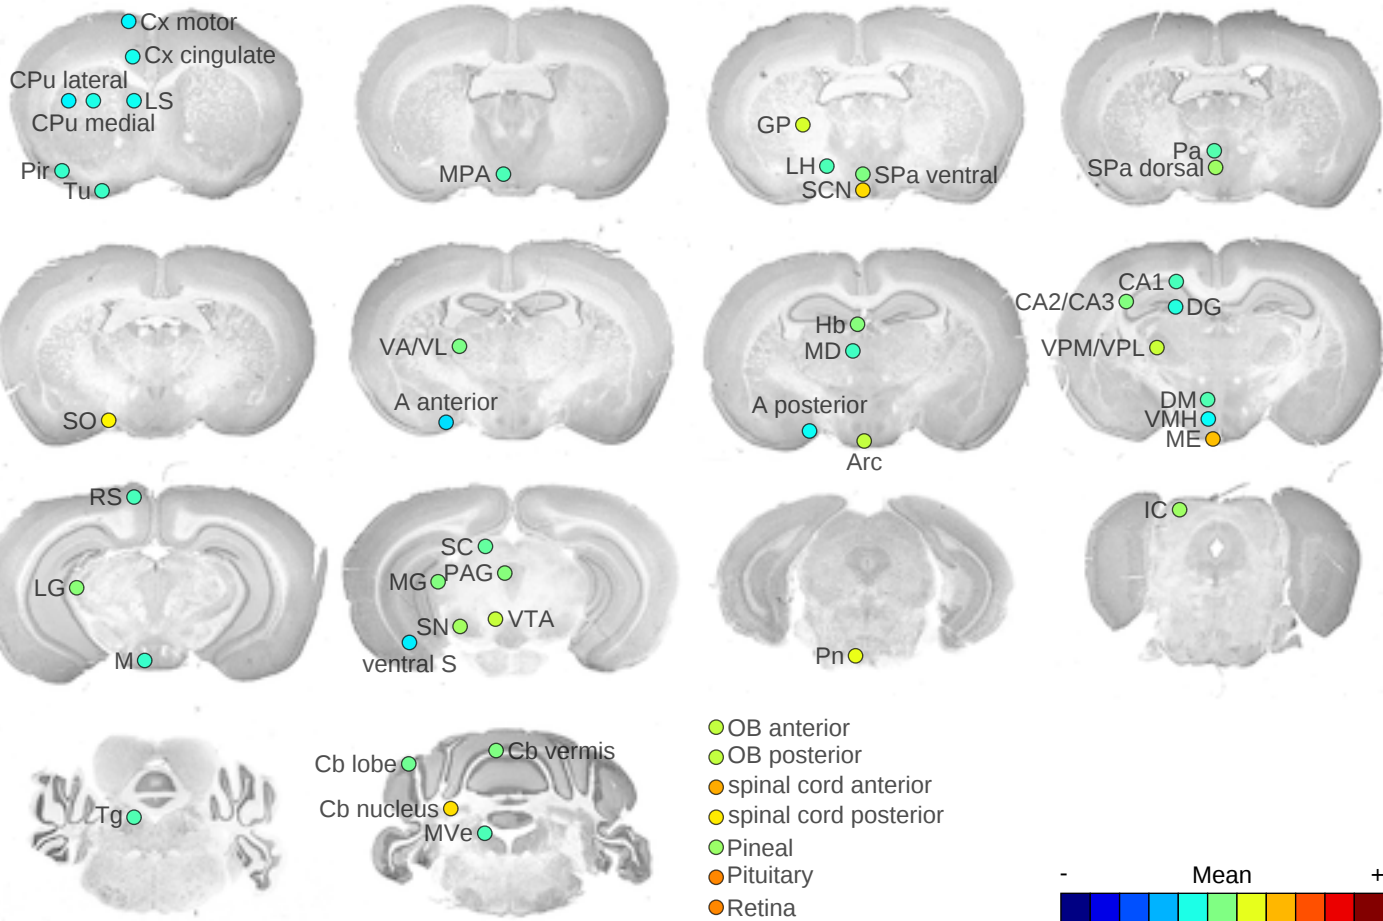 Cx motor
Cx cingulate
CPu lateral
LS
CPu medial
Pir
Tu
MPA
GP
LH
SPa ventral
SCN
Pa
SPa dorsal
SO
VA/VL
A anterior
Hb
MD
A posterior
Arc
CA1
CA2/CA3
DG
VPM/VPL
DM
VMH
ME
RS
LG
M
SC
MG
PAG
SN
VTA
ventral S
Pn
IC
Tg
Cb lobe
Cb vermis
Cb nucleus
MVe
OB anterior
OB posterior
spinal cord anterior
spinal cord posterior
Pineal
Pituitary
Retina
- Mean +